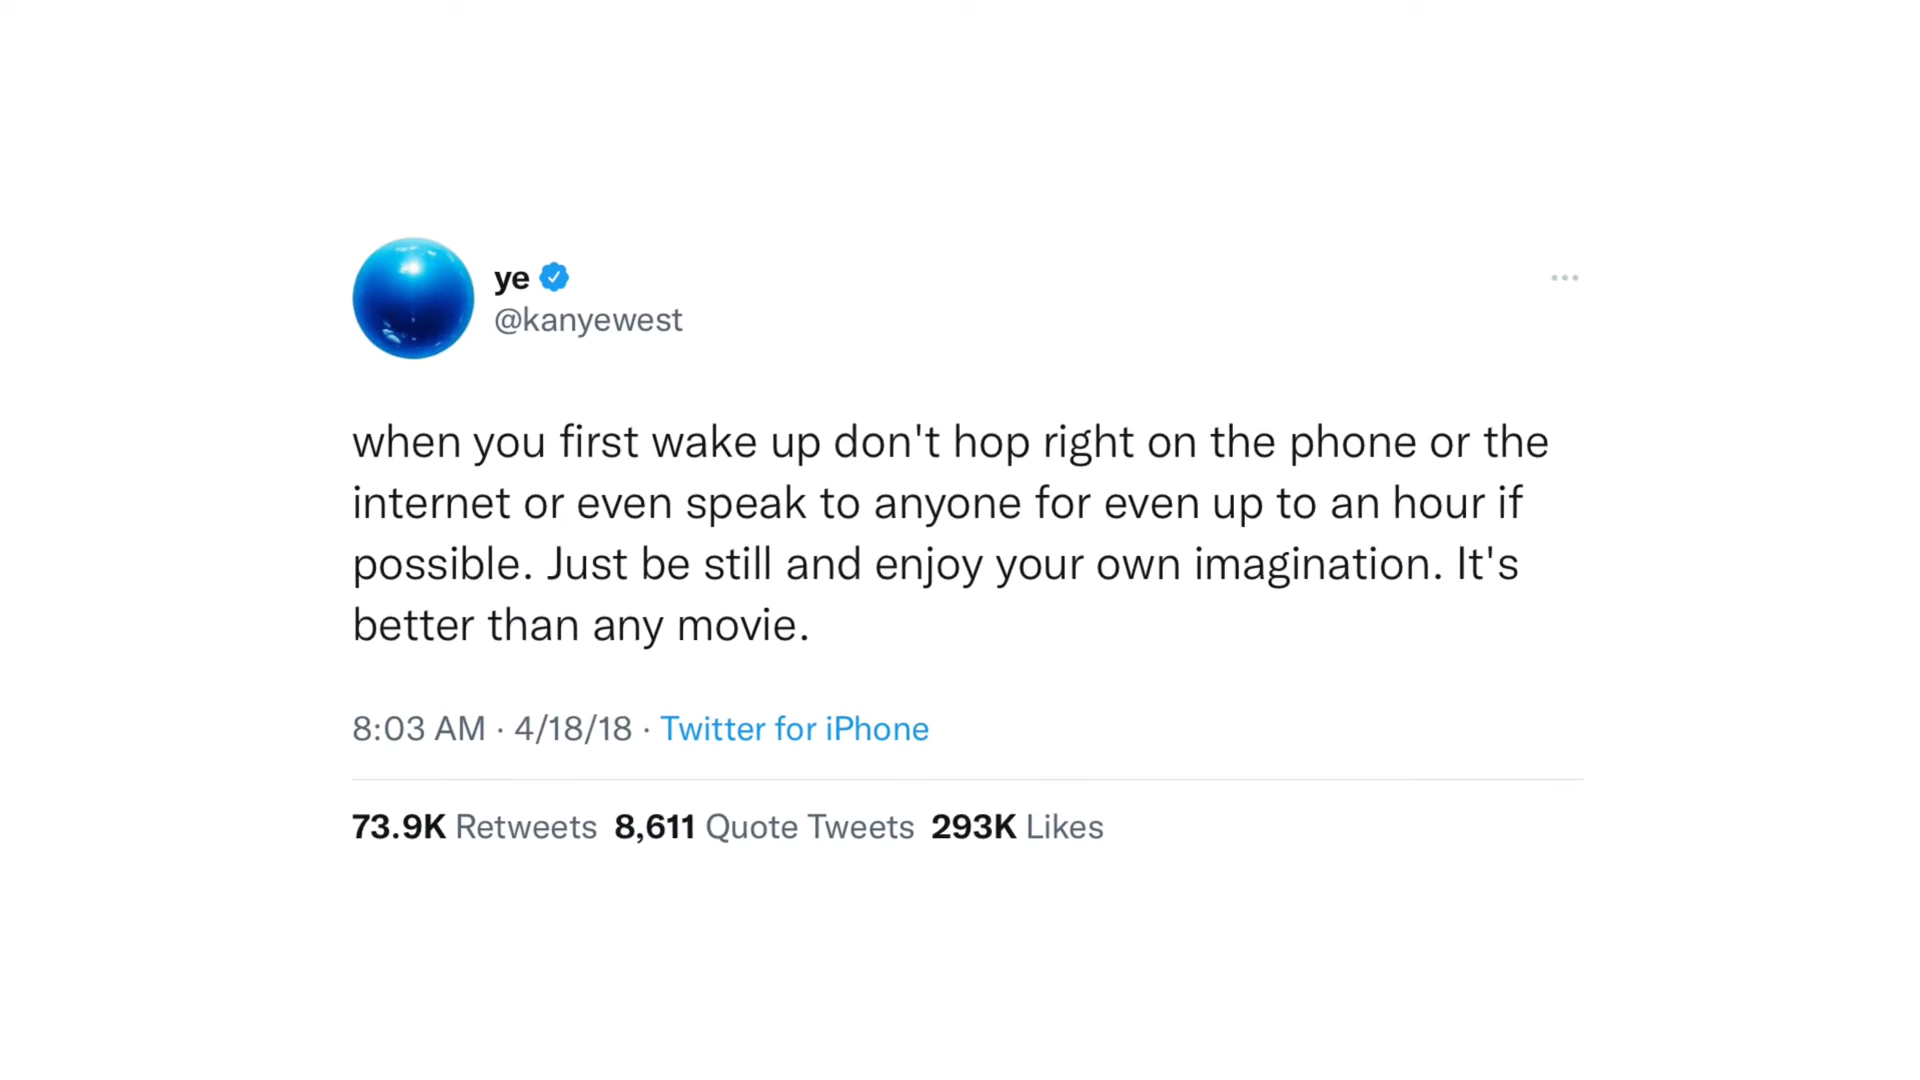 ye
@kanyewest
when you first wake up don't hop right on the phone or the
internet or even speak to anyone for even up to an hour if
possible. Just be still and enjoy your own imagination. It's
better than any movie.
8:03 AM · 4/18/18 · Twitter for iPhone
73.9K Retweets 8,611 Quote Tweets 293K Likes